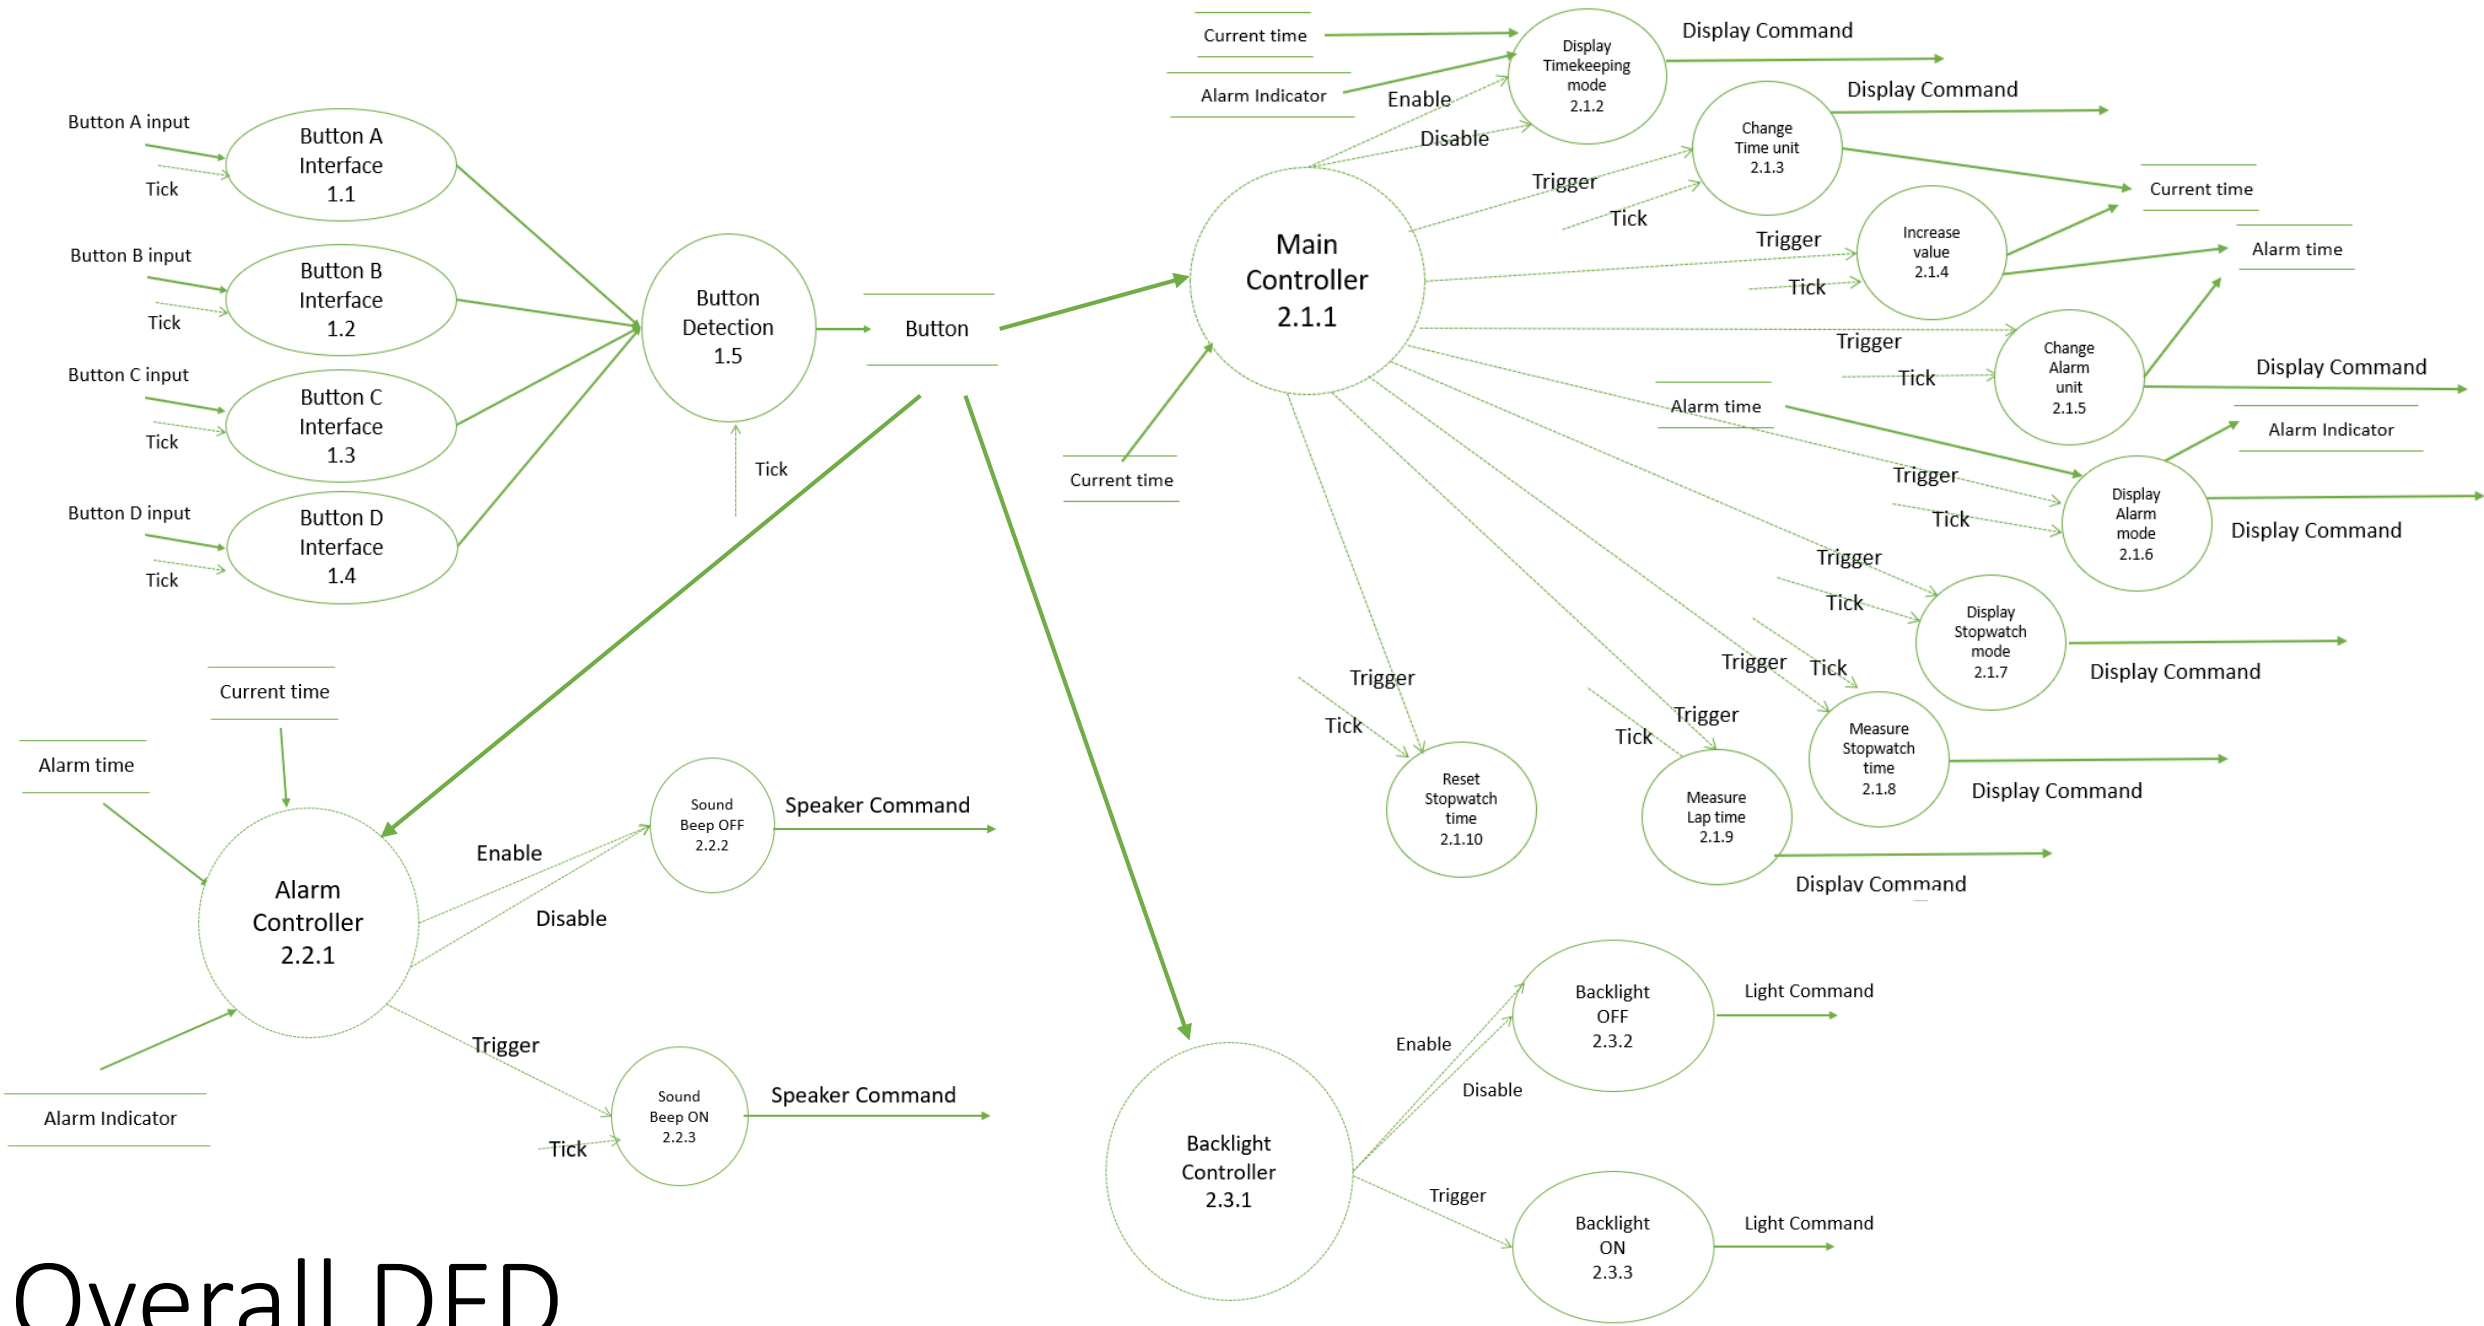 Current time
Alarm Indicator
Enable
Disable
Display
Timekeeping
mode
2.1.2
Display Command
Button A input
Tick
Button A
Interface
1.1
Button B input
Tick
Button B
Interface
1.2
Button C input
Tick
Button C
Interface
1.3
Button D input
Tick
Button D
Interface
1.4
Button
Detection
1.5
Tick
Button
Main
Controller
2.1.1
Current time
Trigger
Tick
Change
Time unit
2.1.3
Display Command
Current time
Trigger
Tick
Increase
value
2.1.4
Alarm time
Trigger
Tick
Change
Alarm
unit
2.1.5
Display Command
Alarm time
Trigger
Tick
Display
Alarm
mode
2.1.6
Alarm Indicator
Display Command
Trigger
Tick
Display
Stopwatch
mode
2.1.7
Display Command
Trigger
Tick
Measure
Stopwatch
time
2.1.8
Display Command
Trigger
Tick
Measure
Lap time
2.1.9
Display Command
Trigger
Tick
Reset
Stopwatch
time
2.1.10
Current time
Alarm time
Alarm
Controller
2.2.1
Alarm Indicator
Enable
Disable
Sound
Beep OFF
2.2.2
Speaker Command
Trigger
Tick
Sound
Beep ON
2.2.3
Speaker Command
Backlight
Controller
2.3.1
Enable
Disable
Backlight
OFF
2.3.2
Light Command
Trigger
Backlight
ON
2.3.3
Light Command
Overall DFD